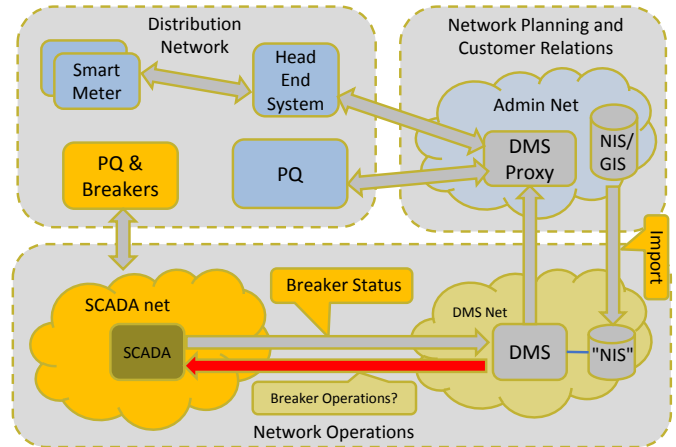 Distribution
Network
Smart
Meter
Head
End
System
PQ &
Breakers
PQ
Network Planning and
Customer Relations
Admin Net
DMS
Proxy
NIS/
GIS
Import
SCADA net
SCADA
Breaker Status
Breaker Operations?
DMS Net
DMS
"NIS"
Network Operations